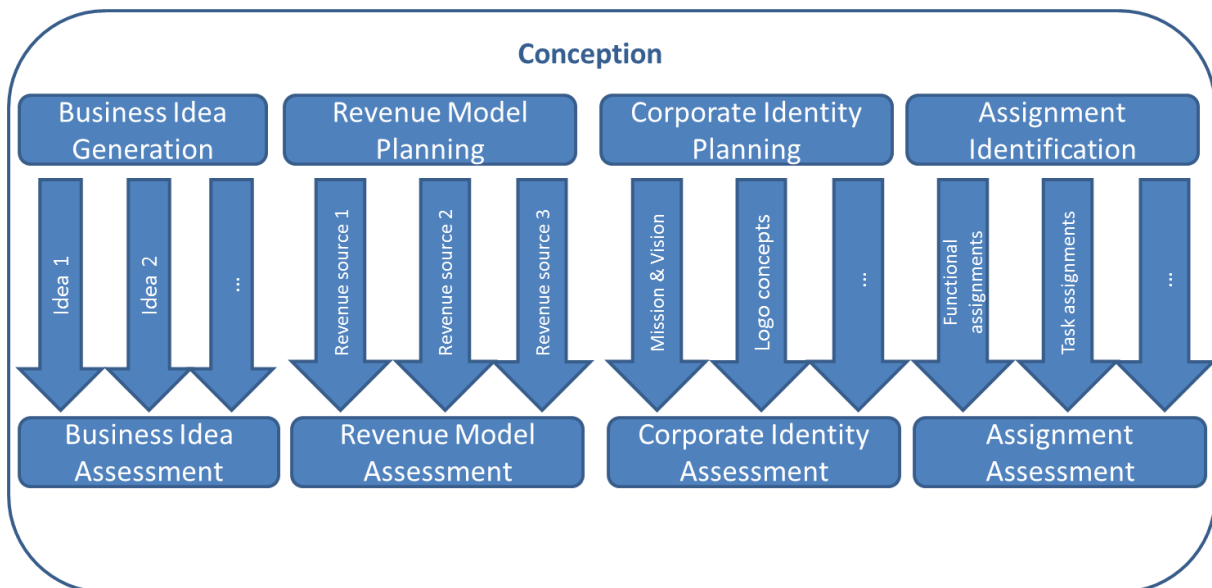 Conception
Business Idea
Generation
Revenue Model
Planning
Corporate Identity
Planning
Assignment
Identification
Idea 1
Idea 2
...
Revenue source 1
Revenue source 2
Revenue source 3
Mission & Vision
Logo concepts
...
Functional
assignments
Task assignments
...
Business Idea
Assessment
Revenue Model
Assessment
Corporate Identity
Assessment
Assignment
Assessment